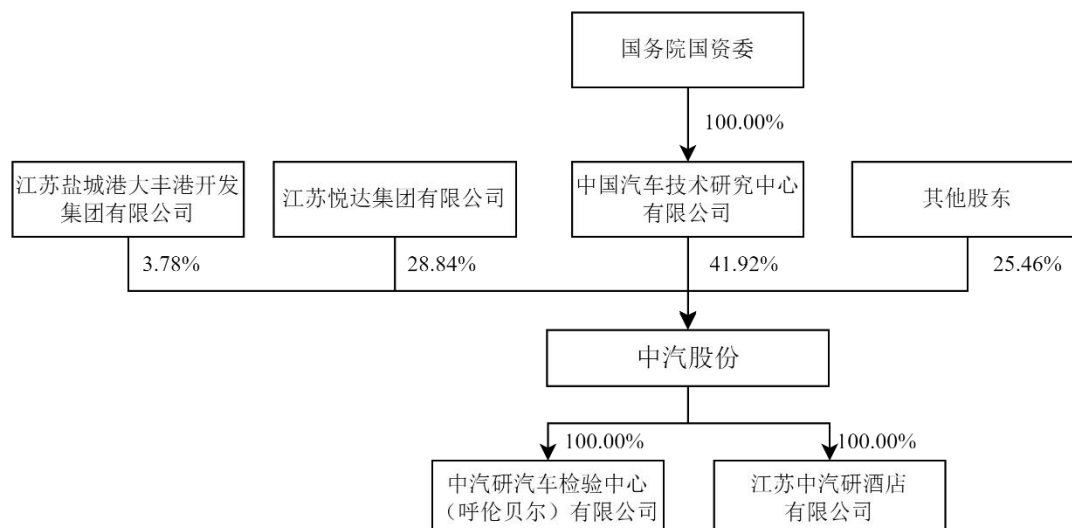 国务院国资委
100.00%
江苏盐城港大丰港开发
集团有限公司
江苏悦达集团有限公司
中国汽车技术研究中心
有限公司
其他股东
3.78%
28.84%
41.92%
25.46%
中汽股份
100.00%
100.00%
中汽研汽车检验中心
（呼伦贝尔）有限公司
江苏中汽研酒店
有限公司